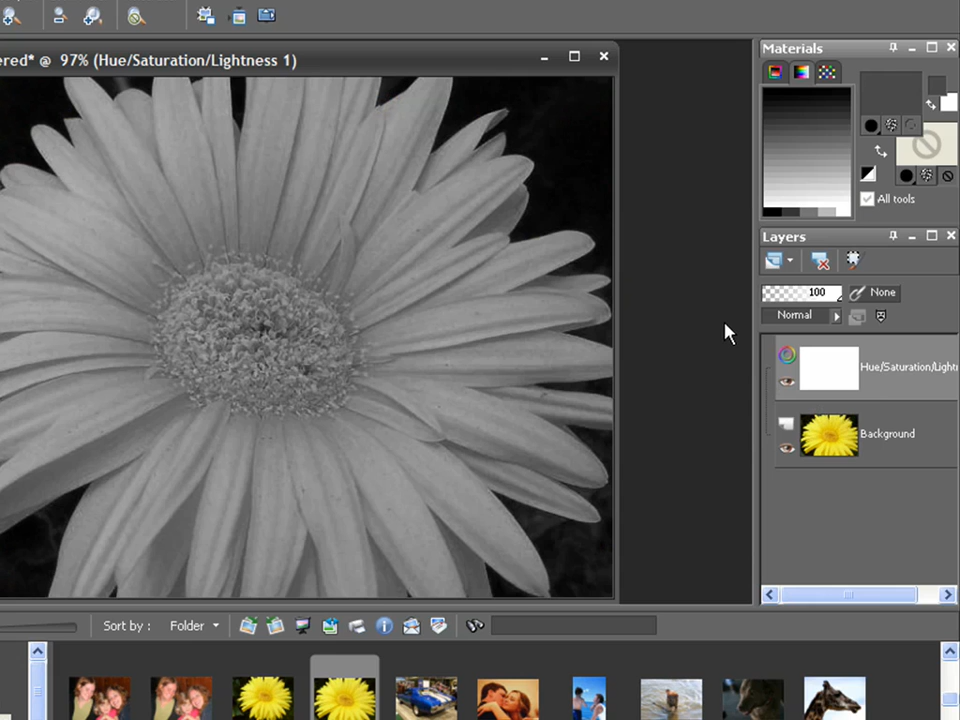 ered* @ 97% (Hue/Saturation/Lightness 1)
Materials
All tools
Layers
100
None
Normal
Hue/Saturation/Lightn
Background
Sort by :
Folder